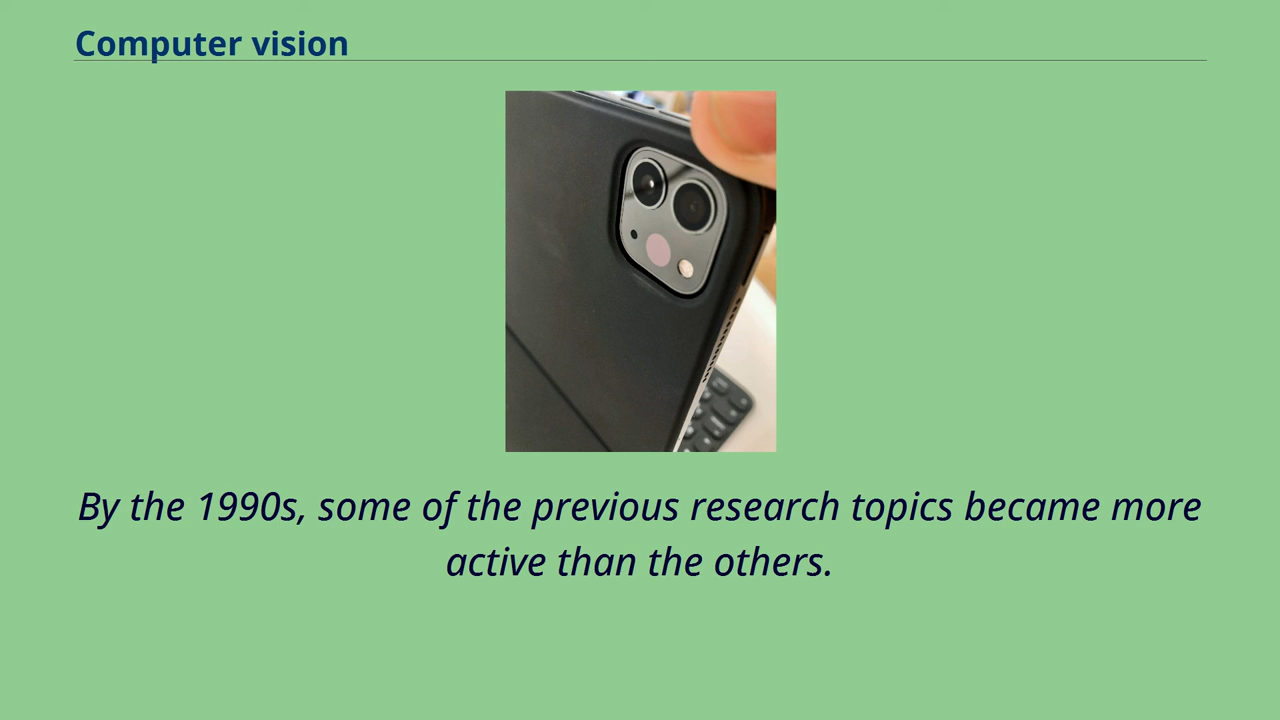 Computer vision
By the 1990s, some of the previous research topics became more
active than the others.